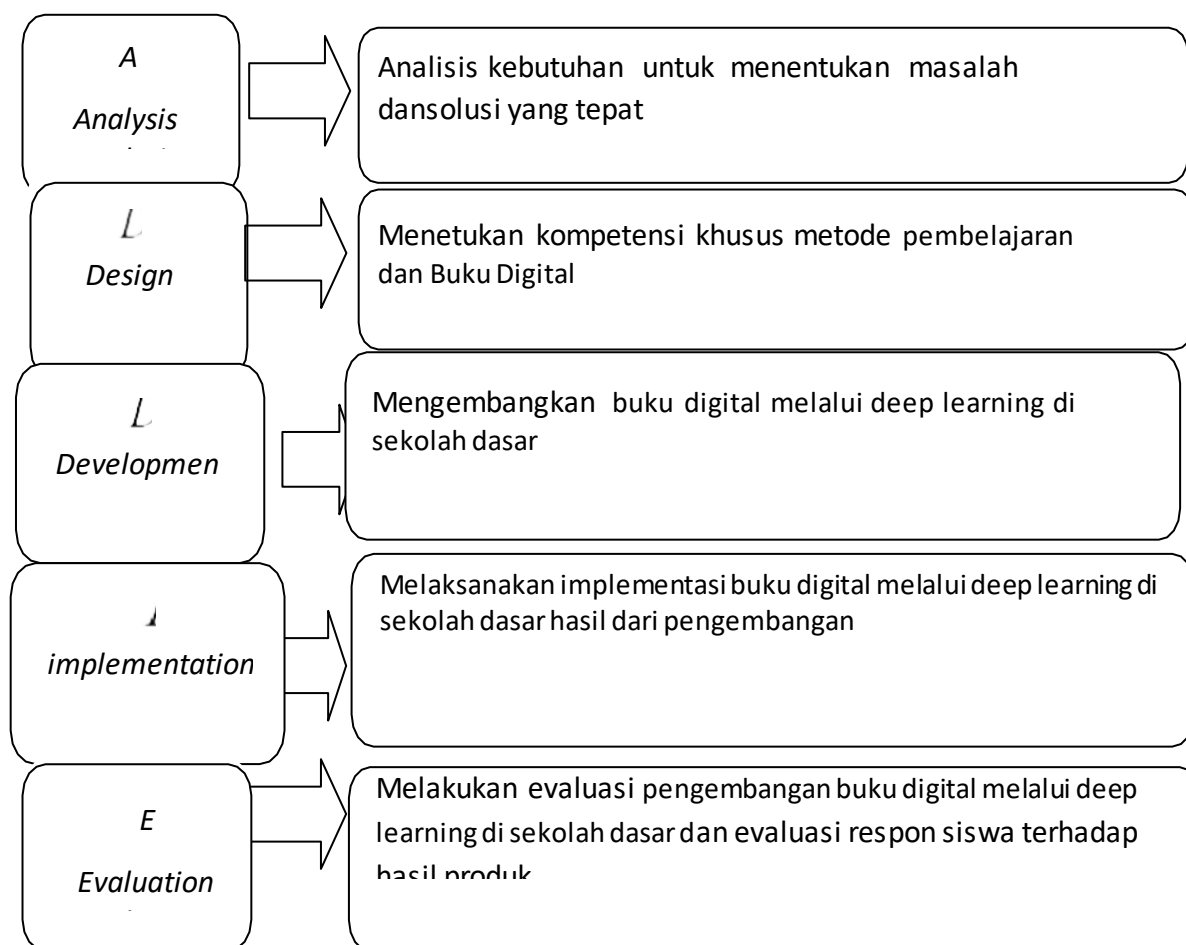 A
Analysis
Analisis kebutuhan untuk menentukan masalah
dansolusi yang tepat
Design
Menetukan kompetensi khusus metode pembelajaran
dan Buku Digital
Developmen
Mengembangkan buku digital melalui deep learning di
sekolah dasar
implementation
Melaksanakan implementasi buku digital melalui deep learning di
sekolah dasar hasil dari pengembangan
E
Evaluation
Melakukan evaluasi pengembangan buku digital melalui deep
learning di sekolah dasar dan evaluasi respon siswa terhadap
hasil produk